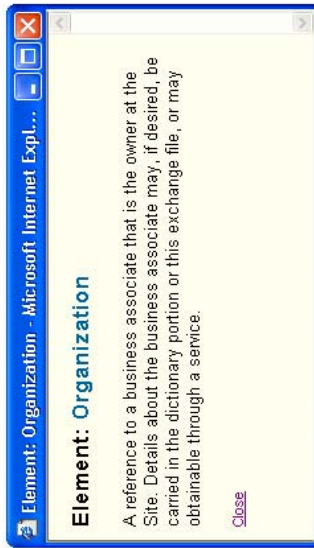 Element: Organization - Microsoft Internet Expl...
Element: Organization
A reference to a business associate that is the owner at the
Site. Details about the business associate may, if desired, be
carried in the dictionary portion or this exchange file, or may
obtainable through a service.
Close